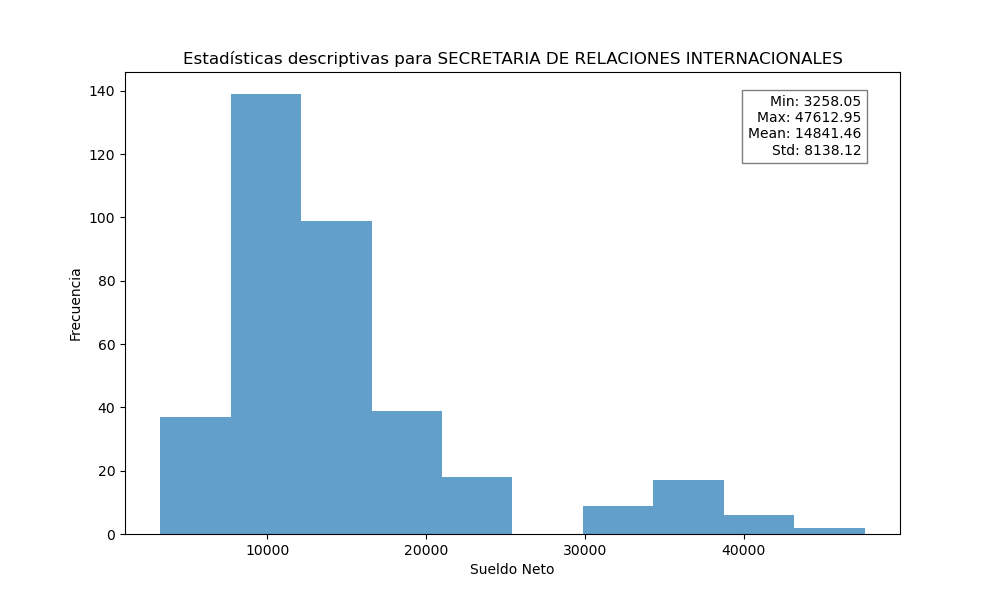 Estadísticas descriptivas para SECRETARIA DE RELACIONES INTERNACIONALES
Min: 3258.05
Max: 47612.95
Mean: 14841.46
Std: 8138.12
140
120
100
80
60
40
20
0
Frecuencia
10000 20000 30000 40000
Sueldo Neto